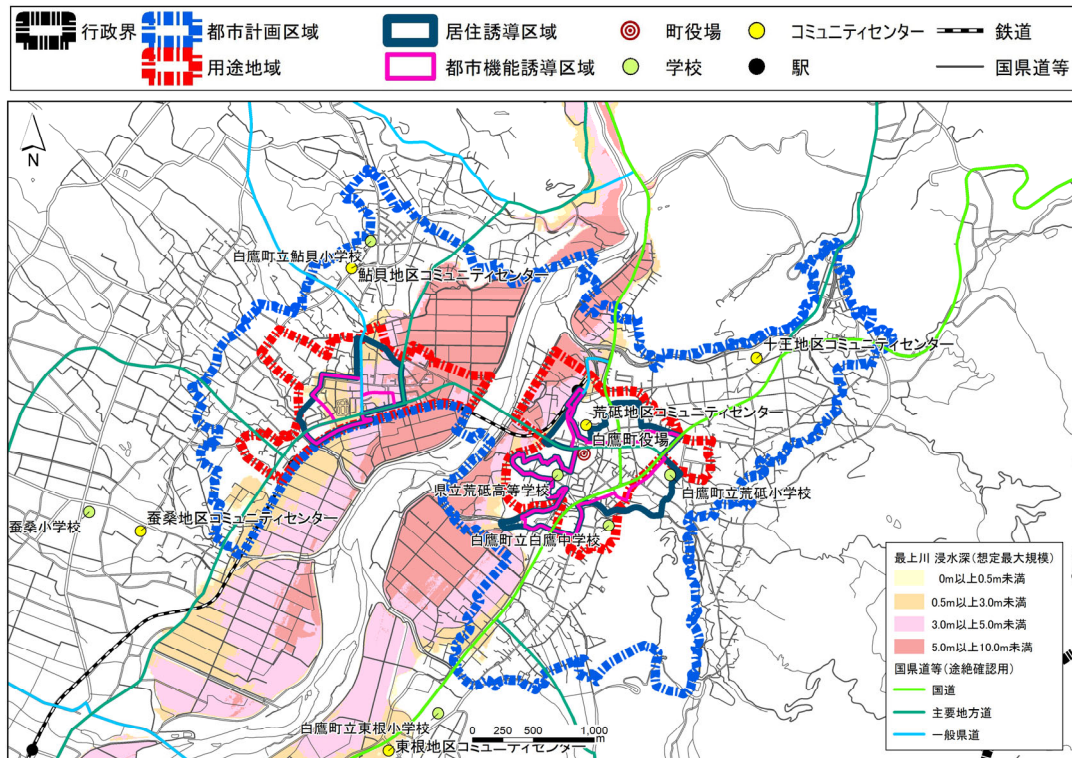 行政界
都市計画区域
居住誘導区域
町役場
コミュニティセンター
鉄道
用途地域
都市機能誘導区域
学校
駅
国県道等
N
白鷹町立鮎貝小学校
鮎貝地区コミュニティセンター
十王地区コミュニティセンター
荒砥地区コミュニティセンター
白鷹町役場
県立荒砥高等学校
白鷹町立荒砥小学校
蚕桑小学校
蚕桑地区コミュニティセンター
白鷹町立白鷹中学校
最上川 浸水深(想定最大規模)
0m以上0.5m未満
0.5m以上3.0m未満
3.0m以上5.0m未満
5.0m以上10.0m未満
国県道等(途絶確認用)
国道
主要地方道
一般県道
白鷹町立東根小学校
東根地区コミュニティセンター
0 250 500 1,000
m